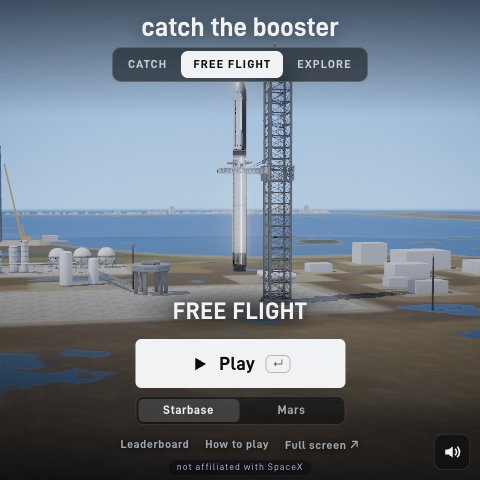 catch the booster
CATCH FREE FLIGHT EXPLORE
FREE FLIGHT
Play
Starbase Mars
Leaderboard How to play Full screen ↗
not affiliated with SpaceX